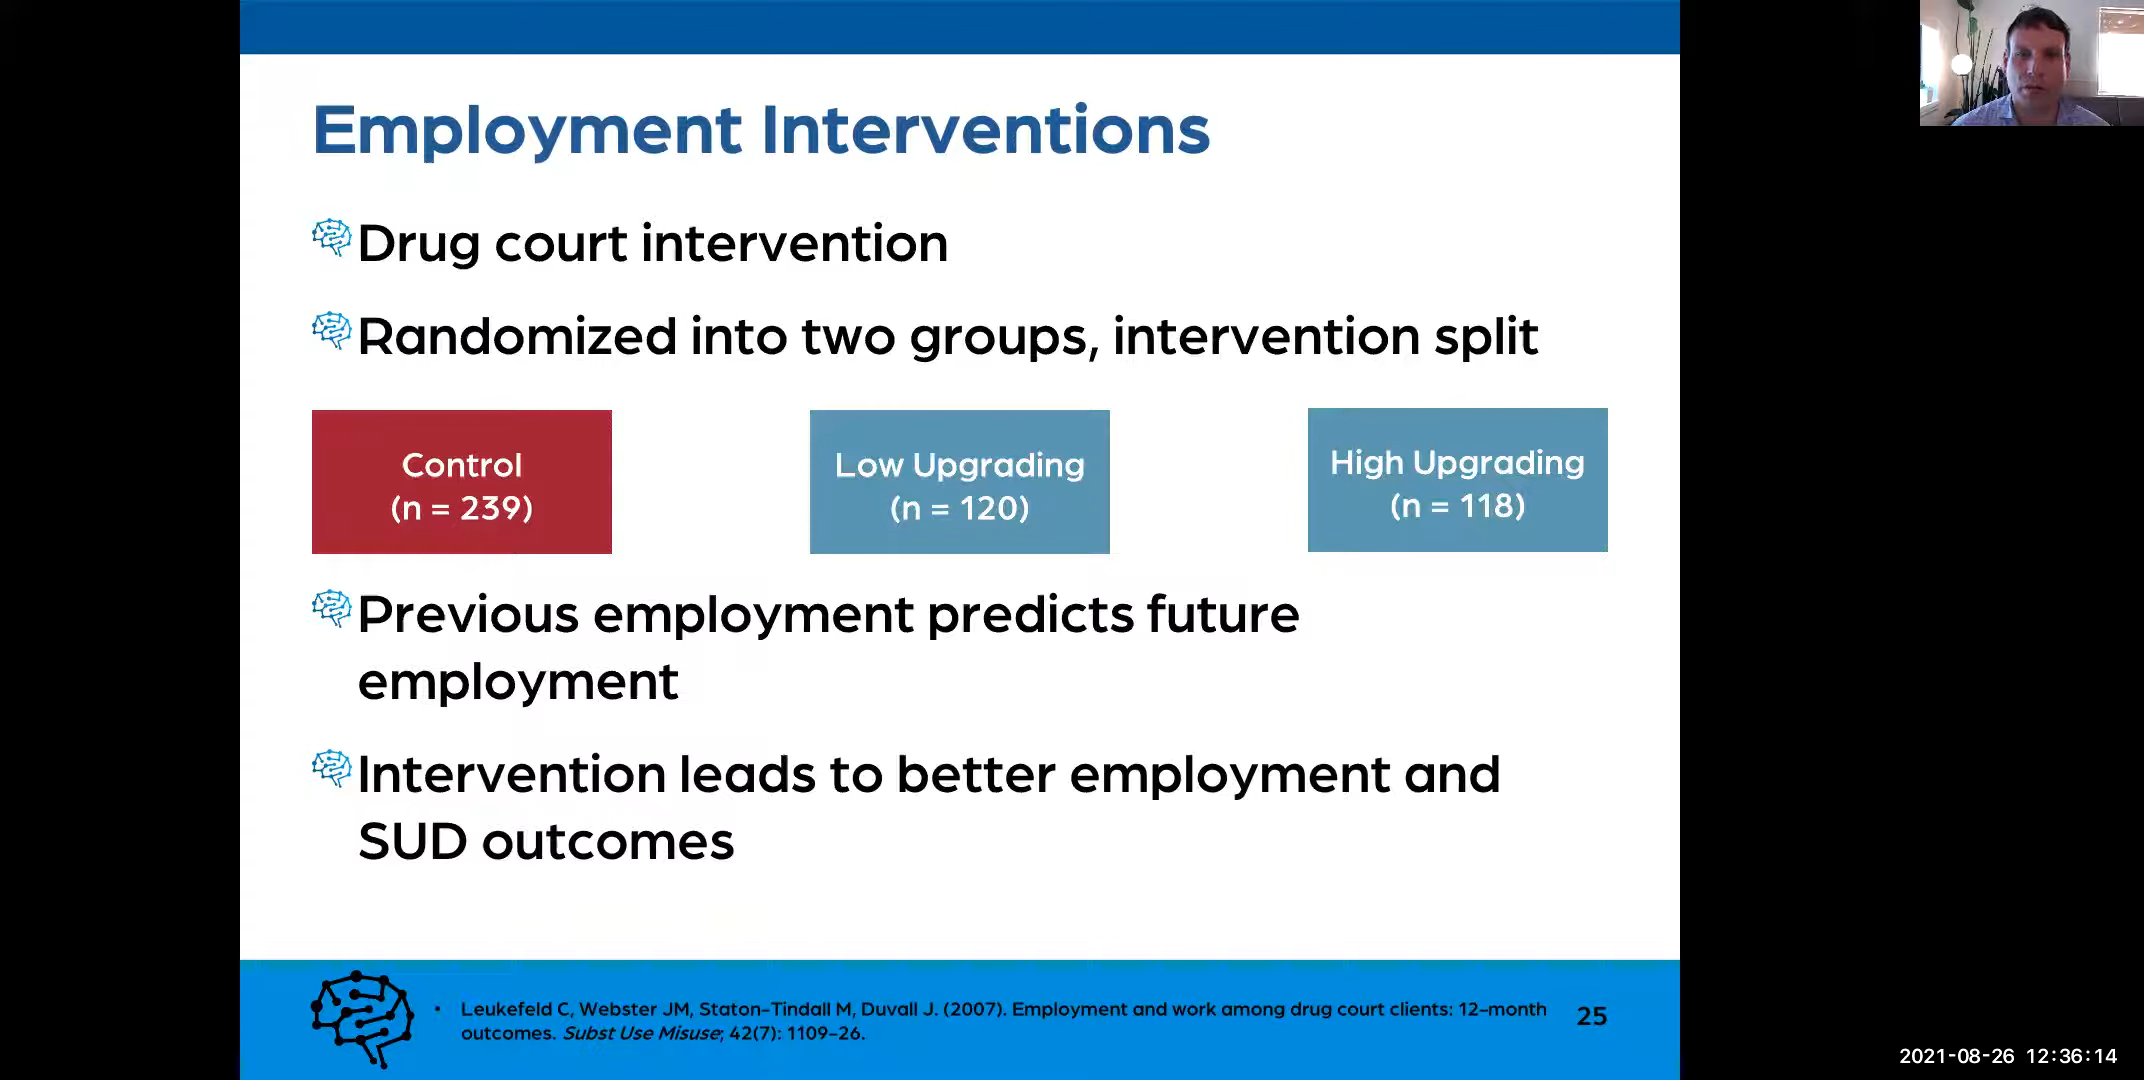 Employment Interventions
Drug court intervention
Randomized into two groups, intervention split
Control
(n = 239)
Low Upgrading
(n = 120)
High Upgrading
(n = 118)
Previous employment predicts future
employment
Intervention leads to better employment and
SUD outcomes
• Leukefeld C, Webster JM, Staton-Tindall M, Duvall J. (2007). Employment and work among drug court clients: 12-month
outcomes. Subst Use Misuse; 42(7): 1109-26.
25
2021-08-26 12:36:14